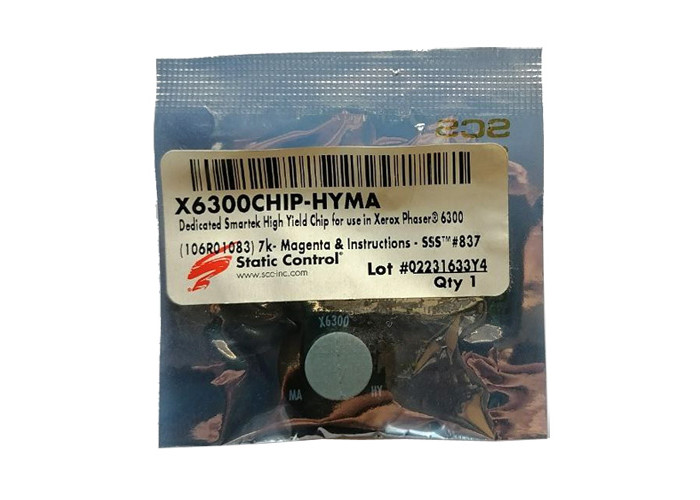 SCS
X6300CHIP-HYMA
Dedicated Smartek High Yield Chip for use in Xerox Phaser® 6300
(106R01083) 7k- Magenta & Instructions - SSS™#837
Static Control®
www.scc-inc.com
Lot #02231633Y4
Qty 1
X6300
MA HY